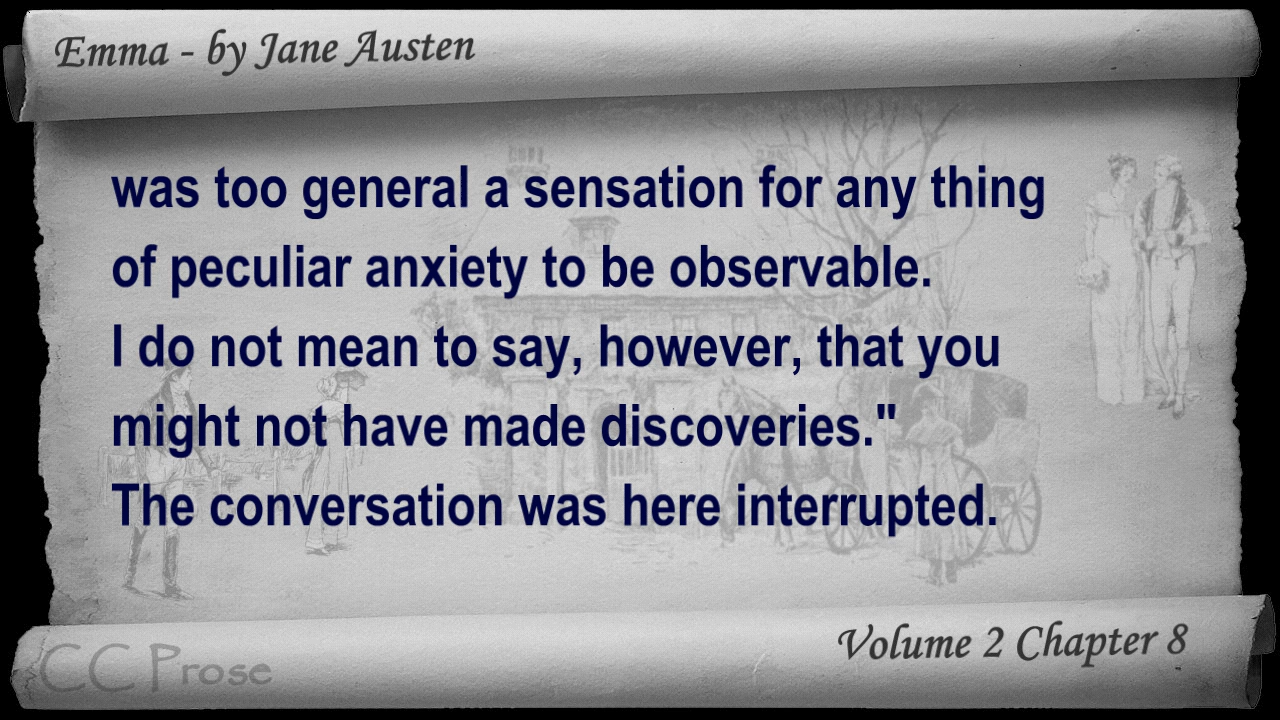 Emma - by Jane Austen
was too general a sensation for any thing
of peculiar anxiety to be observable.
I do not mean to say, however, that you
might not have made discoveries."
The conversation was here interrupted.
Volume 2 Chapter 8
CC Prose